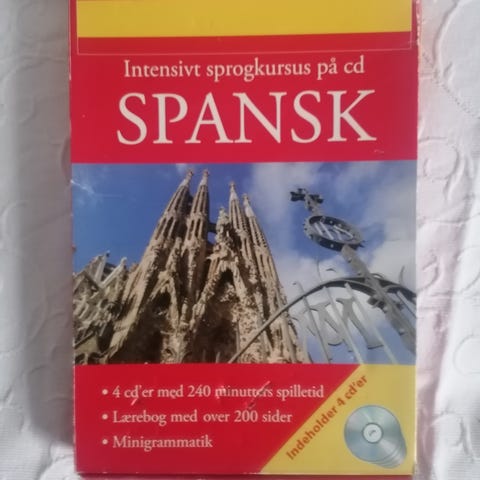 Intensivt sprogkursus på cd
SPANSK
• 4 cd'er med 240 minutters spilletid
• Lærebog med over 200 sider
• Minigrammatik
Indeholder 4 cd'er